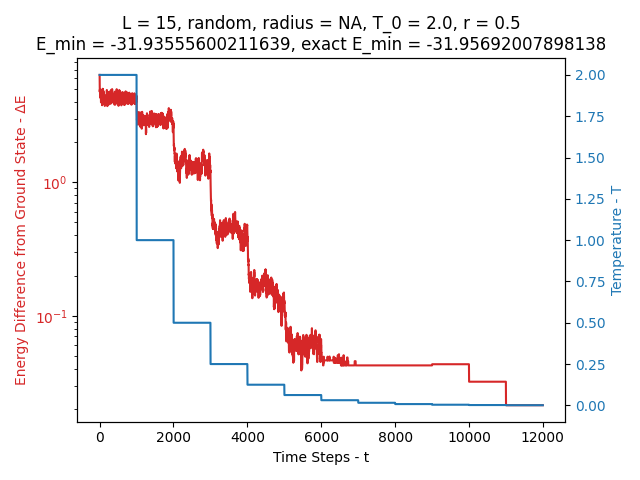 L = 15, random, radius = NA, T_0 = 2.0, r = 0.5
E_min = -31.93555600211639, exact E_min = -31.95692007898138
Energy Difference from Ground State - ΔE
10⁰
10⁻¹
2.00
1.75
1.50
1.25
1.00
0.75
0.50
0.25
0.00
Temperature - T
0 2000 4000 6000 8000 10000 12000
Time Steps - t